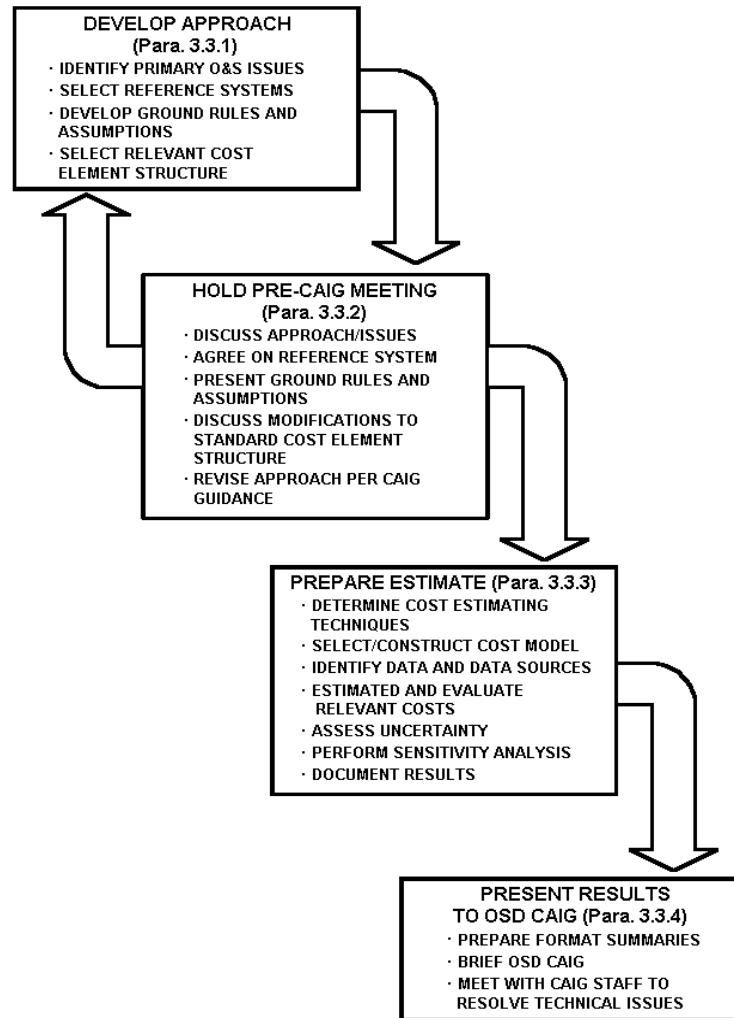 DEVELOP APPROACH
(Para. 3.3.1)
· IDENTIFY PRIMARY O&S ISSUES
· SELECT REFERENCE SYSTEMS
· DEVELOP GROUND RULES AND
ASSUMPTIONS
· SELECT RELEVANT COST
ELEMENT STRUCTURE
HOLD PRE-CAIG MEETING
(Para. 3.3.2)
· DISCUSS APPROACH/ISSUES
· AGREE ON REFERENCE SYSTEM
· PRESENT GROUND RULES AND
ASSUMPTIONS
· DISCUSS MODIFICATIONS TO
STANDARD COST ELEMENT
STRUCTURE
· REVISE APPROACH PER CAIG
GUIDANCE
PREPARE ESTIMATE (Para. 3.3.3)
· DETERMINE COST ESTIMATING
TECHNIQUES
· SELECT/CONSTRUCT COST MODEL
· IDENTIFY DATA AND DATA SOURCES
· ESTIMATED AND EVALUATE
RELEVANT COSTS
· ASSESS UNCERTAINTY
· PERFORM SENSITIVITY ANALYSIS
· DOCUMENT RESULTS
PRESENT RESULTS
TO OSD CAIG (Para. 3.3.4)
· PREPARE FORMAT SUMMARIES
· BRIEF OSD CAIG
· MEET WITH CAIG STAFF TO
RESOLVE TECHNICAL ISSUES